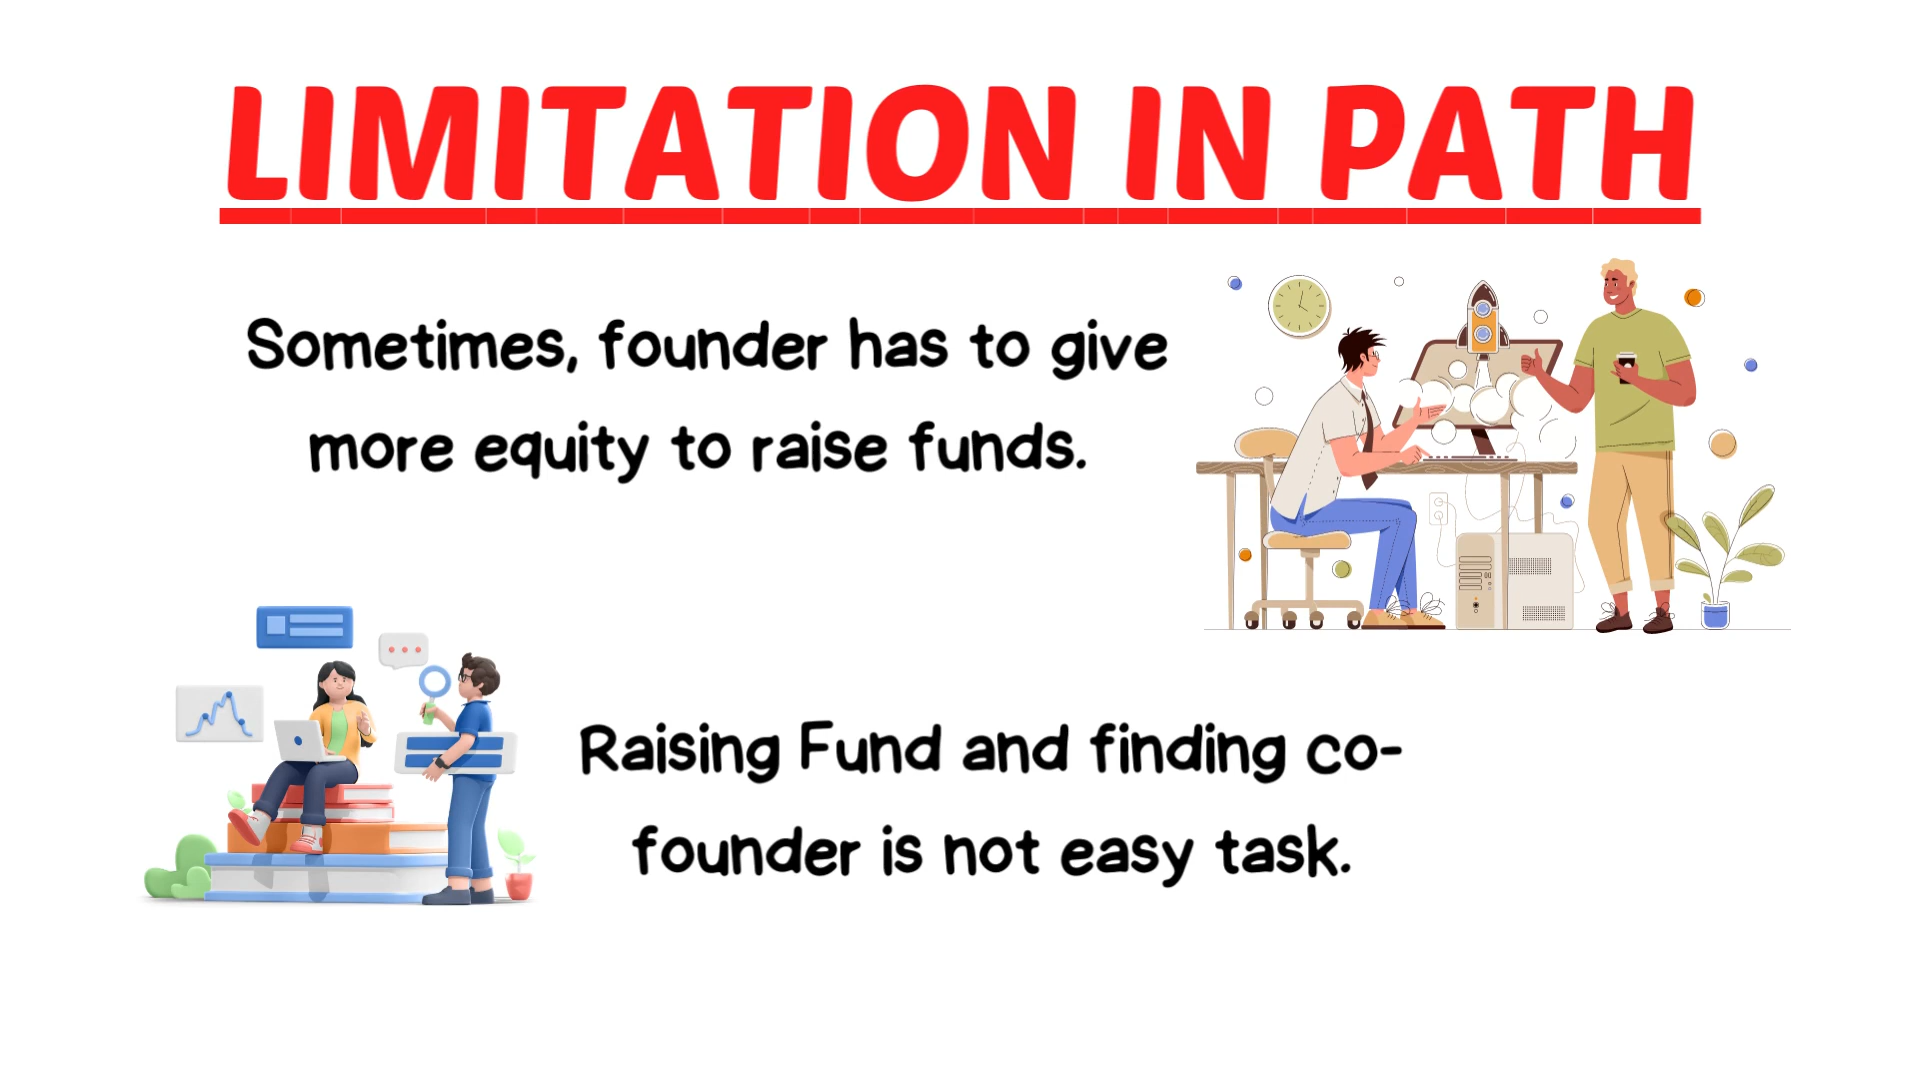 LIMITATION IN PATH
Sometimes, founder has to give
more equity to raise funds.
Raising Fund and finding co-
founder is not easy task.